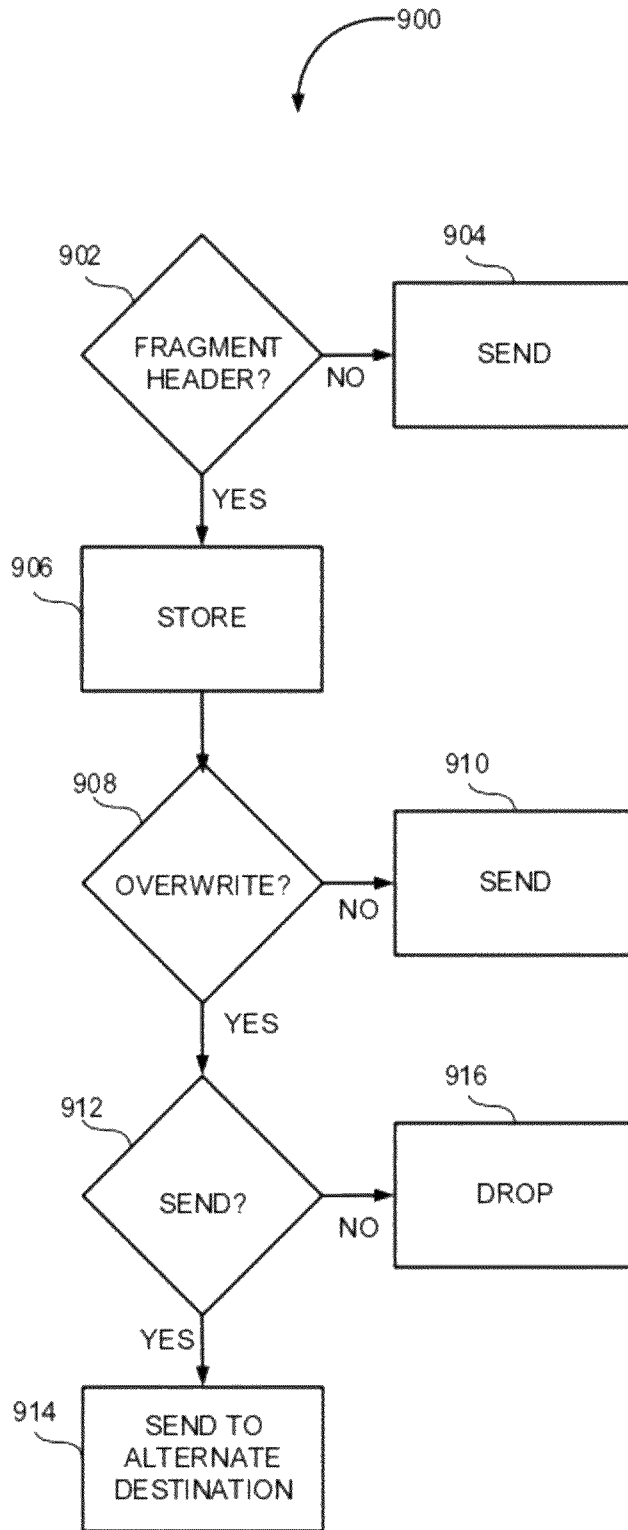 900
902
904
FRAGMENT
HEADER?
NO
SEND
YES
906
STORE
908
910
OVERWRITE?
NO
SEND
YES
912
916
SEND?
NO
DROP
YES
914
SEND TO
ALTERNATE
DESTINATION